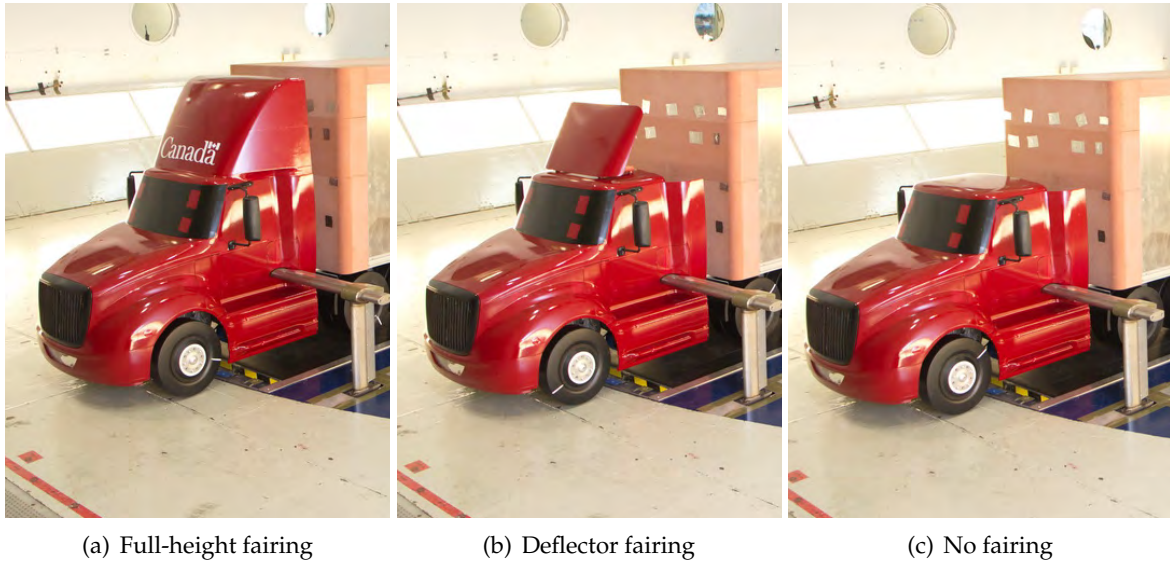 Canada
(a) Full-height fairing
(b) Deflector fairing
(c) No fairing